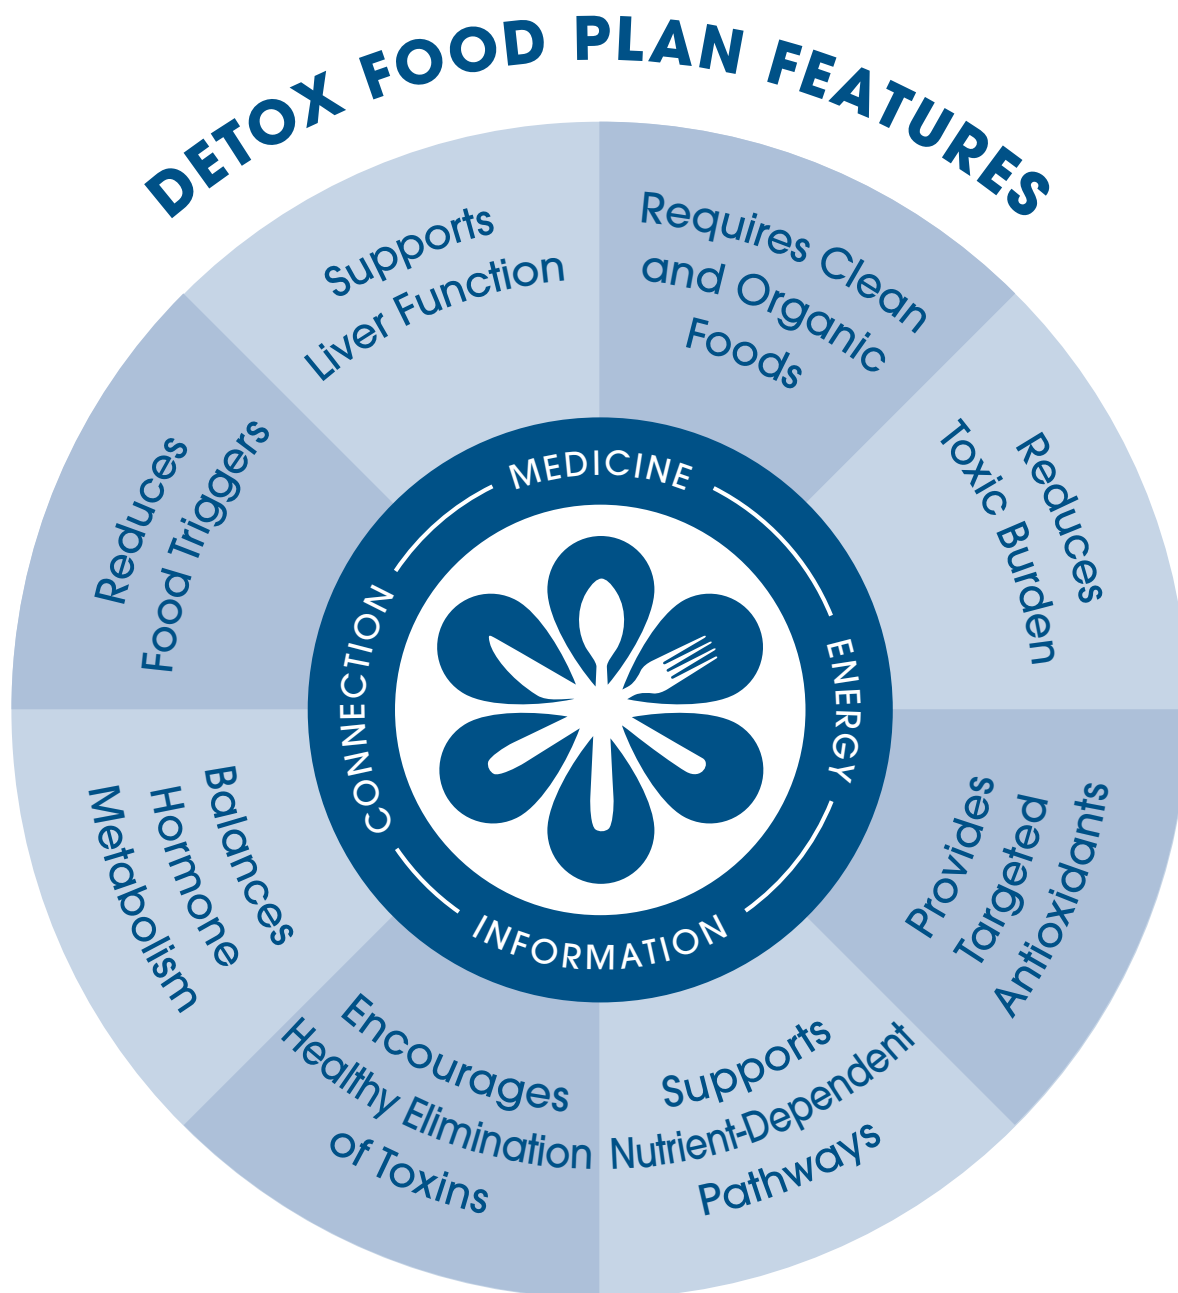 DETOX FOOD PLAN FEATURES
Requires Clean
and Organic
Foods
Reduces
Toxic Burden
Provides
Targeted
Antioxidants
Supports
Nutrient-Dependent
Pathways
Encourages
Healthy Elimination
of Toxins
Balances
Hormone
Metabolism
Reduces
Food Triggers
Supports
Liver Function
MEDICINE
ENERGY
INFORMATION
CONNECTION